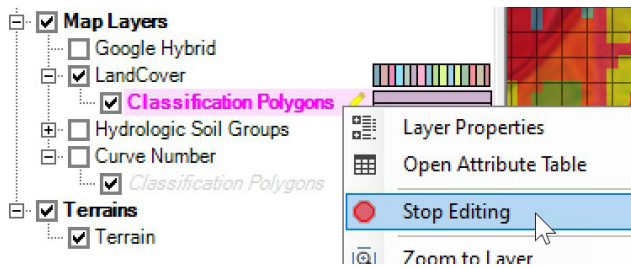 Map Layers
Google Hybrid
LandCover
Classification Polygons
Hydrologic Soil Groups
Curve Number
Classification Polygons
Terrains
Terrain
Layer Properties
Open Attribute Table
Stop Editing
Zoom to Layer